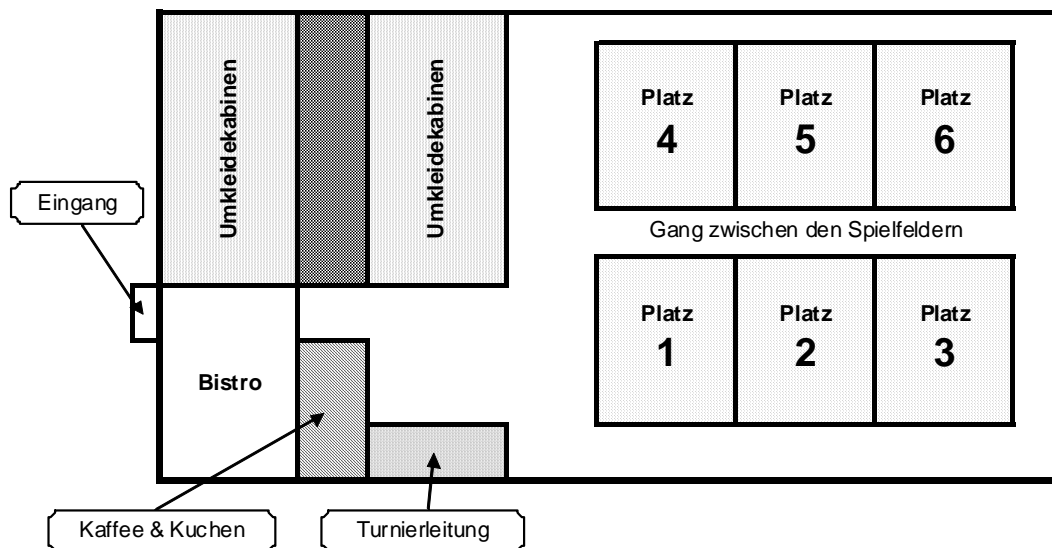 Umkleidekabinen
Umkleidekabinen
Platz
4
Platz
5
Platz
6
Eingang
Gang zwischen den Spielfeldern
Platz
1
Platz
2
Platz
3
Bistro
Kaffee & Kuchen
Turnierleitung